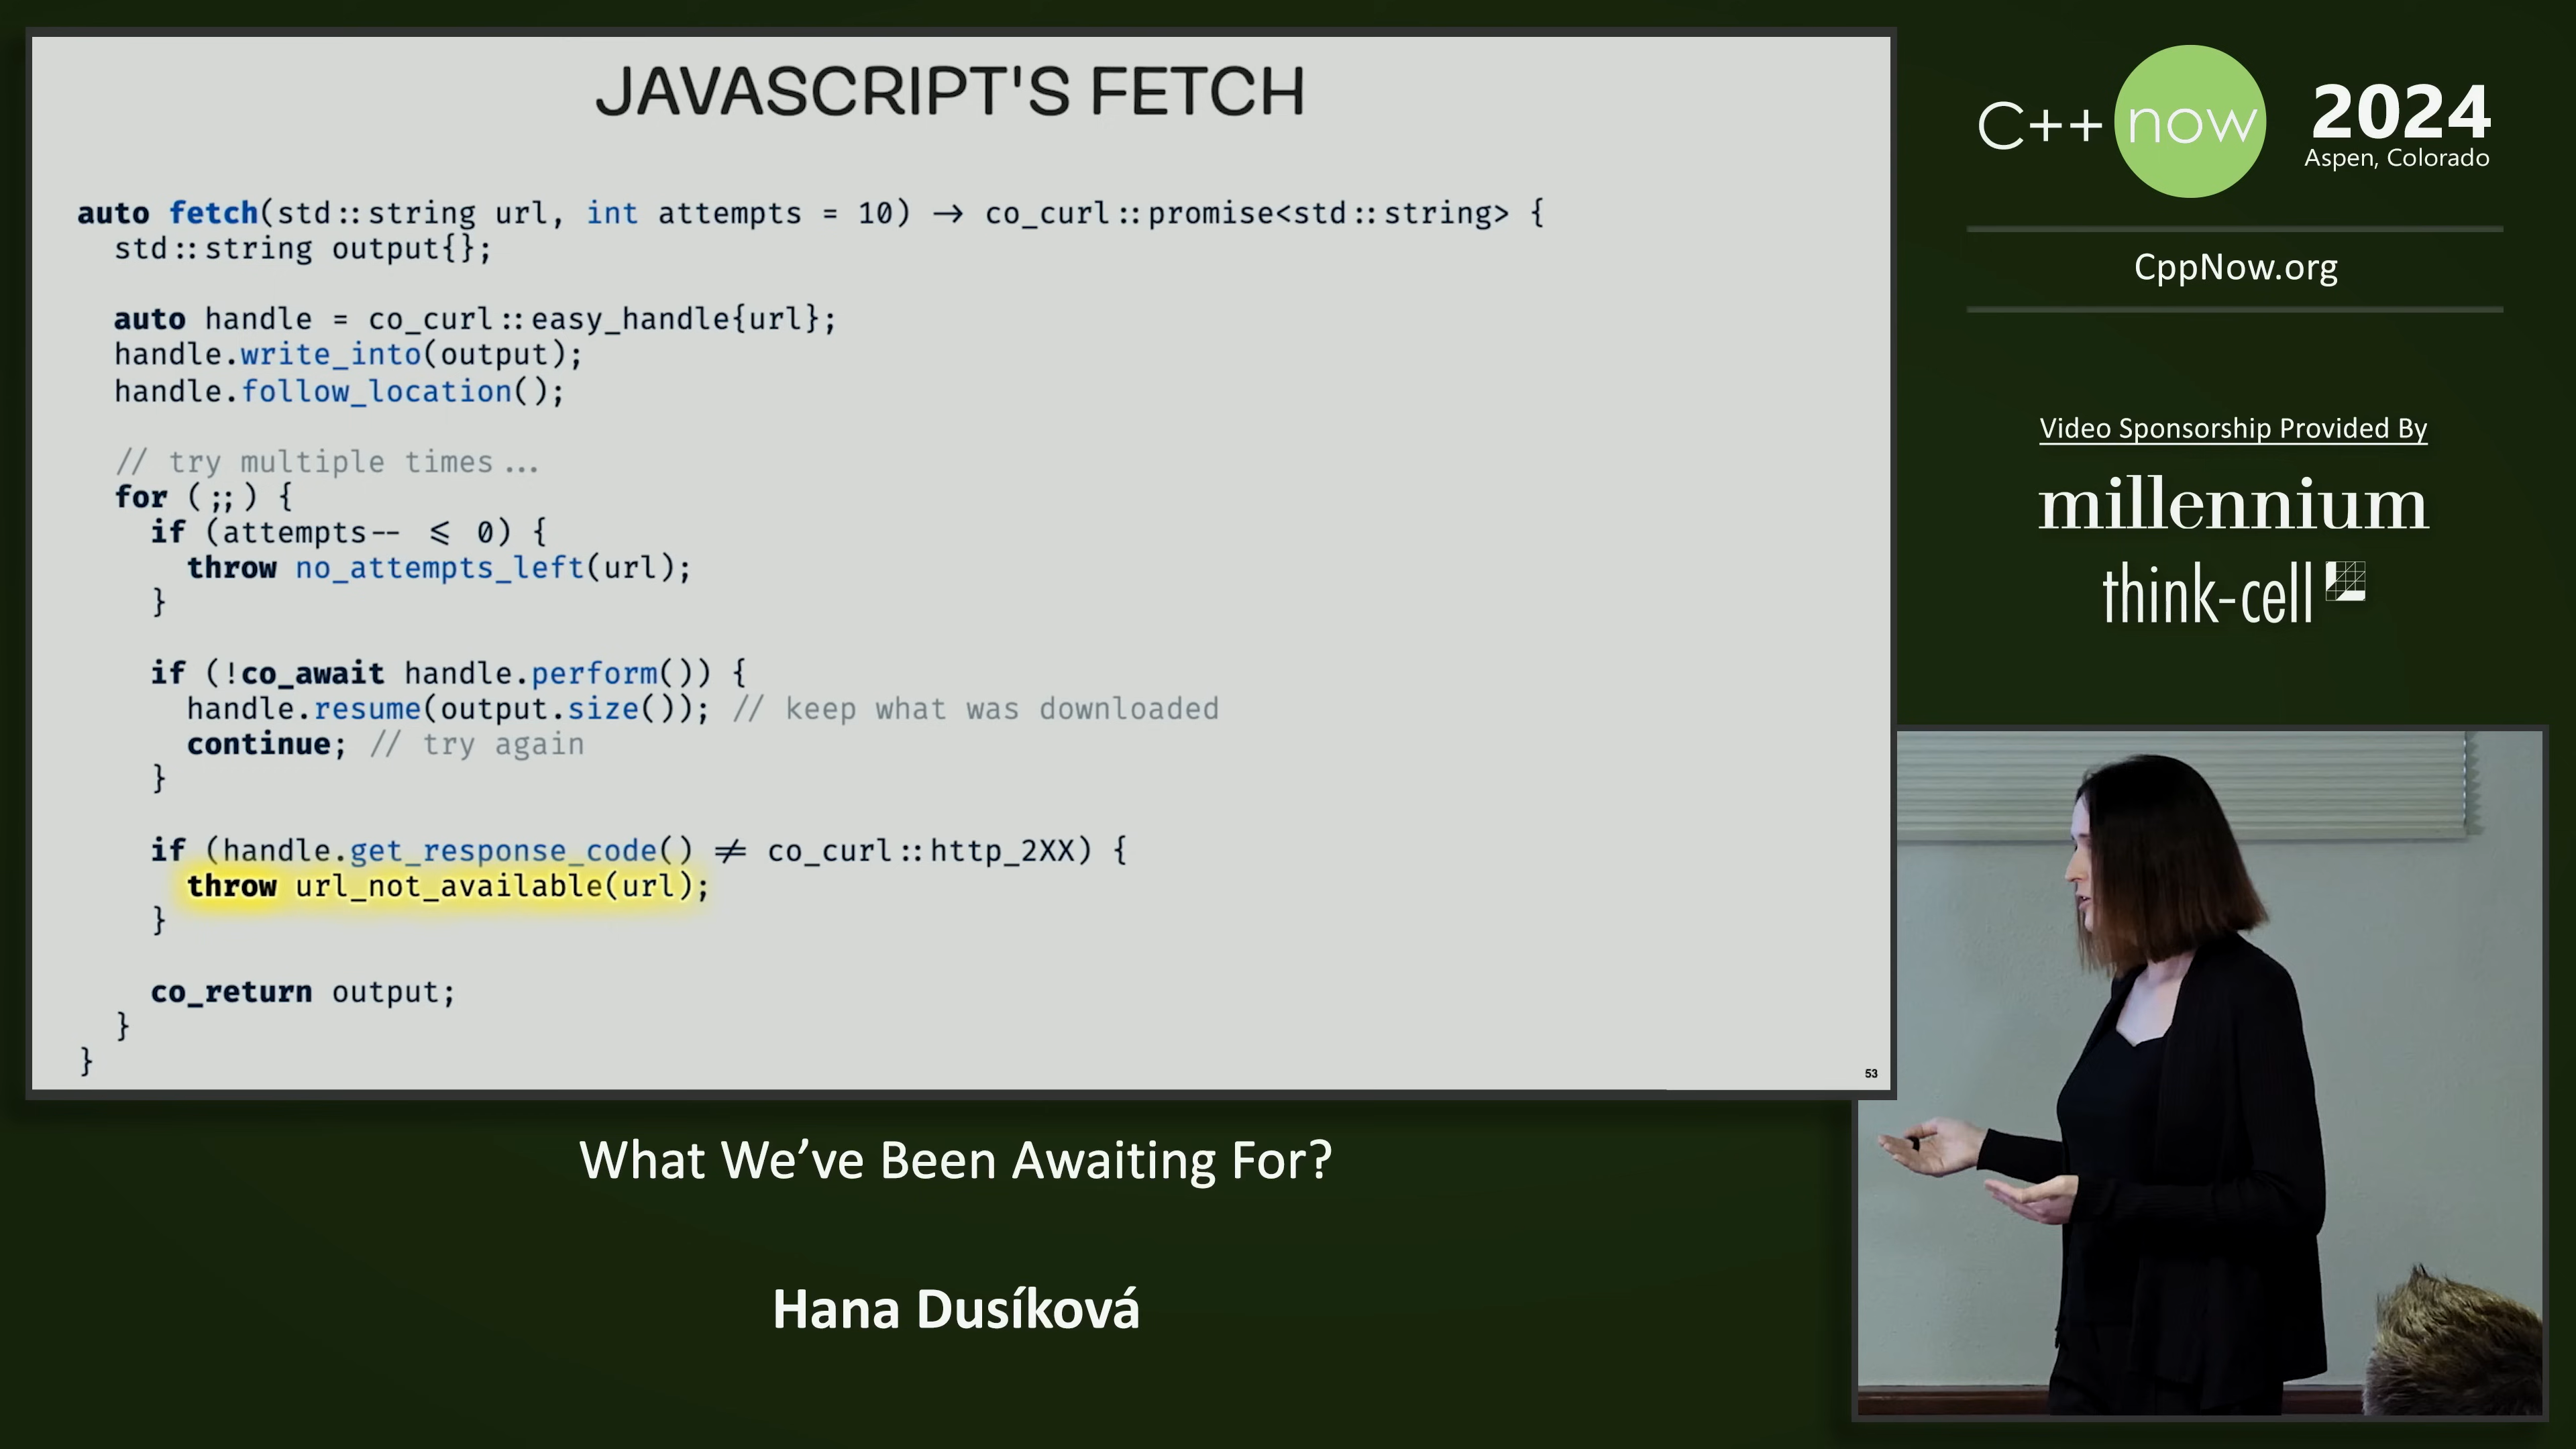 JAVASCRIPT'S FETCH
auto fetch(std::string url, int attempts = 10) → co_curl::promise<std::string> {
std::string output{};
auto handle = co_curl::easy_handle{url};
handle.write_into(output);
handle.follow_location();
// try multiple times...
for (;;) {
if (attempts-- ⩽ 0) {
throw no_attempts_left(url);
}
if (!co_await handle.perform()) {
handle.resume(output.size()); // keep what was downloaded
continue; // try again
}
if (handle.get_response_code() ≠ co_curl::http_2XX) {
throw url_not_available(url);
}
co_return output;
}
}
53
What We’ve Been Awaiting For?
Hana Dusíková
C++ now 2024
Aspen, Colorado
CppNow.org
Video Sponsorship Provided By
millennium
think-cell